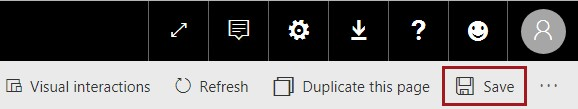 ?
Visual interactions Refresh Duplicate this page Save ...